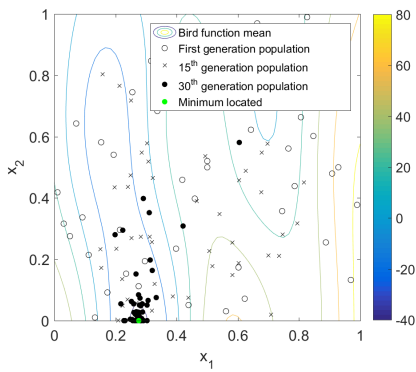 1
0.8
0.6
0.4
0.2
0
x2
0
0.2
0.4
0.6
0.8
1
x1
Bird function mean
First generation population
15th generation population
30th generation population
Minimum located
80
60
40
20
0
-20
-40